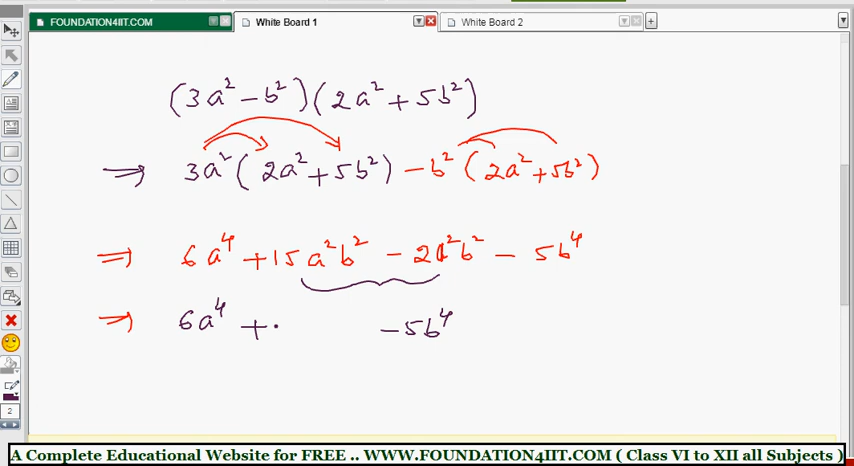 FOUNDATION4IIT.COM White Board 1 White Board 2
(3a² - b²)(2a² + 5b²)
⇒ 3a²(2a² + 5b²) - b²(2a² + 5b²)
⇒ 6a⁴ + 15a²b² - 2a²b² - 5b⁴
⇒ 6a⁴ + - 5b⁴
2
A Complete Educational Website for FREE .. WWW.FOUNDATION4IIT.COM ( Class VI to XII all Subjects )